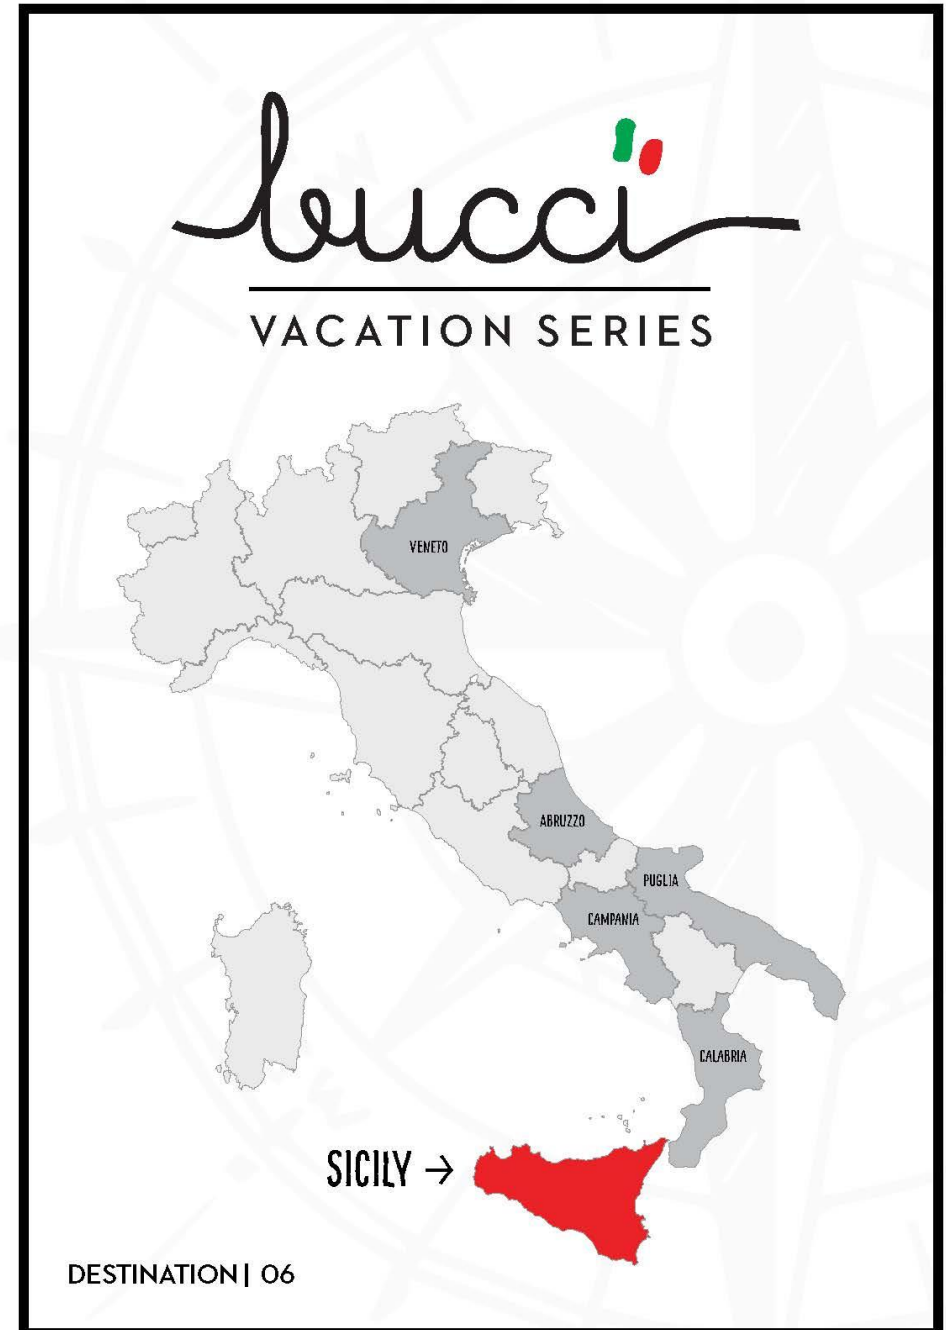 bucci
VACATION SERIES
VENETO
ABRUZZO
PUGLIA
CAMPANIA
CALABRIA
SICILY →
DESTINATION | 06